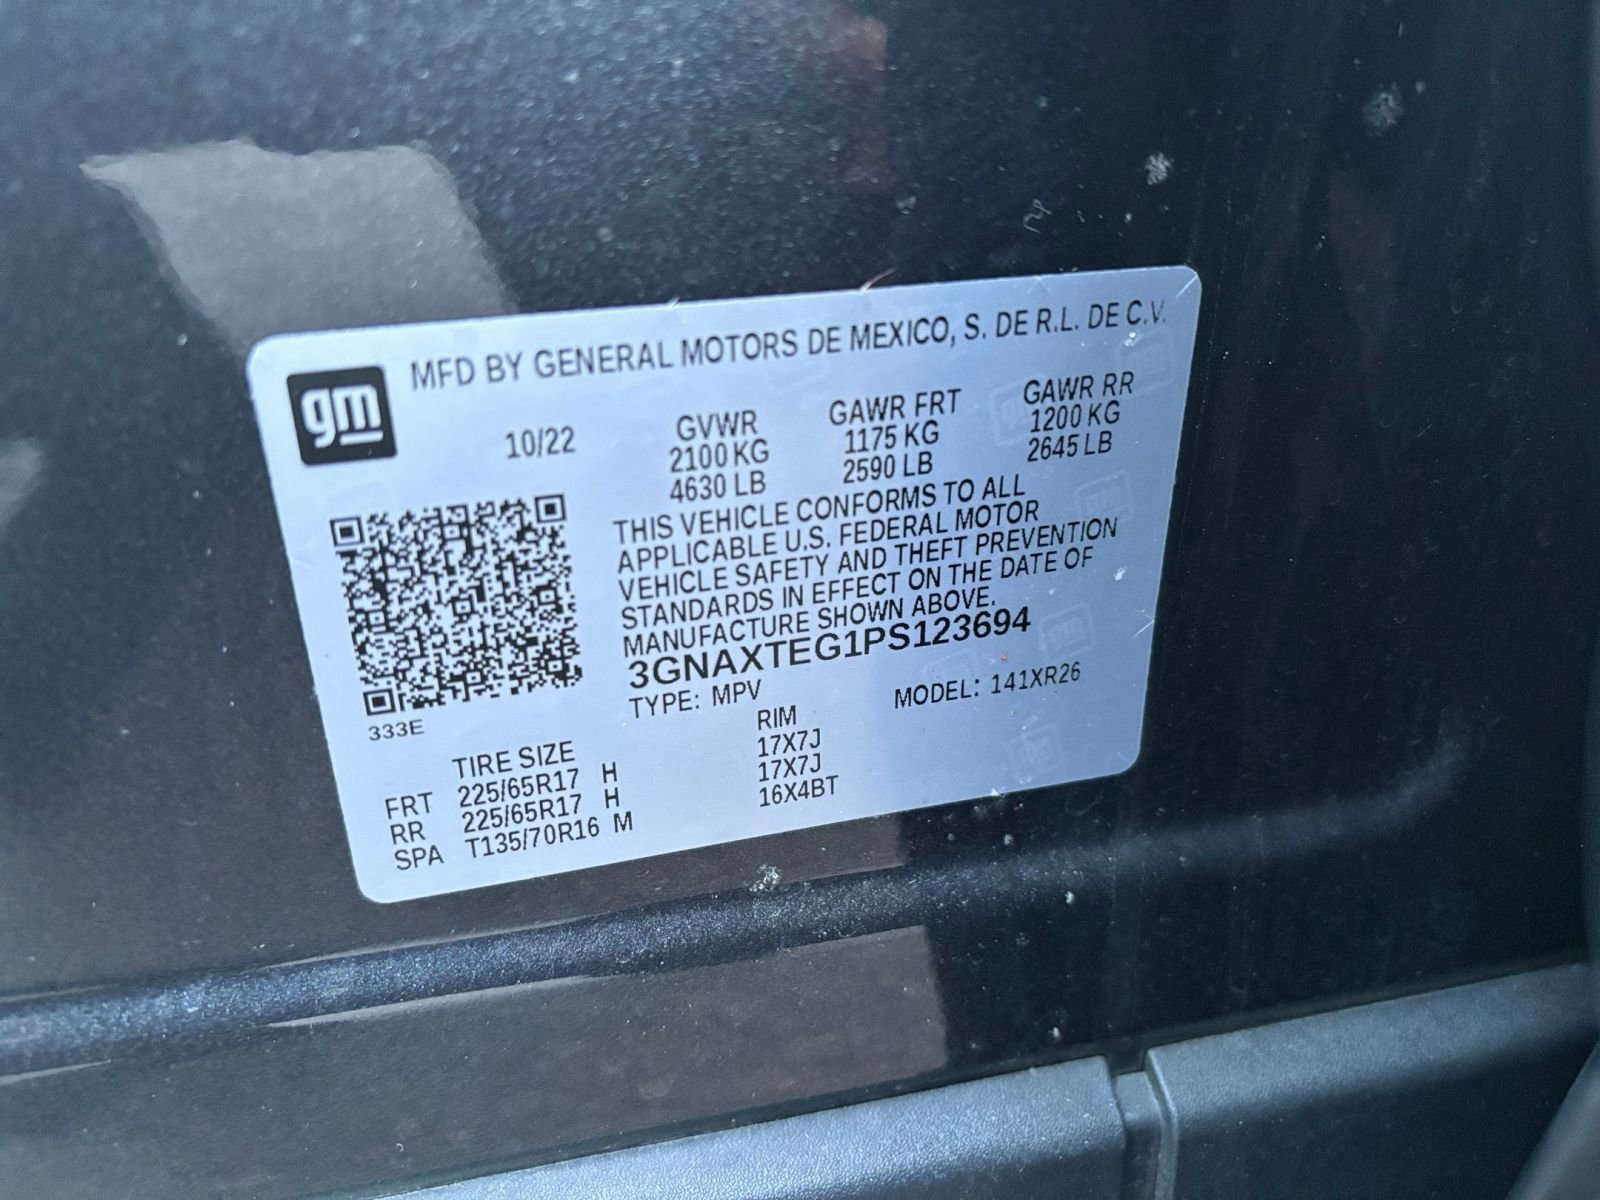 gm
MFD BY GENERAL MOTORS DE MEXICO, S. DE R.L. DE C.V.
10/22
GVWR
2100 KG
4630 LB
GAWR FRT
1175 KG
2590 LB
GAWR RR
1200 KG
2645 LB
THIS VEHICLE CONFORMS TO ALL
APPLICABLE U.S. FEDERAL MOTOR
VEHICLE SAFETY AND THEFT PREVENTION
STANDARDS IN EFFECT ON THE DATE OF
MANUFACTURE SHOWN ABOVE.
3GNAXTEG1PS123694
TYPE: MPV MODEL: 141XR26
333E
TIRE SIZE RIM
FRT 225/65R17 H 17X7J
RR 225/65R17 H 17X7J
SPA T135/70R16 M 16X4BT